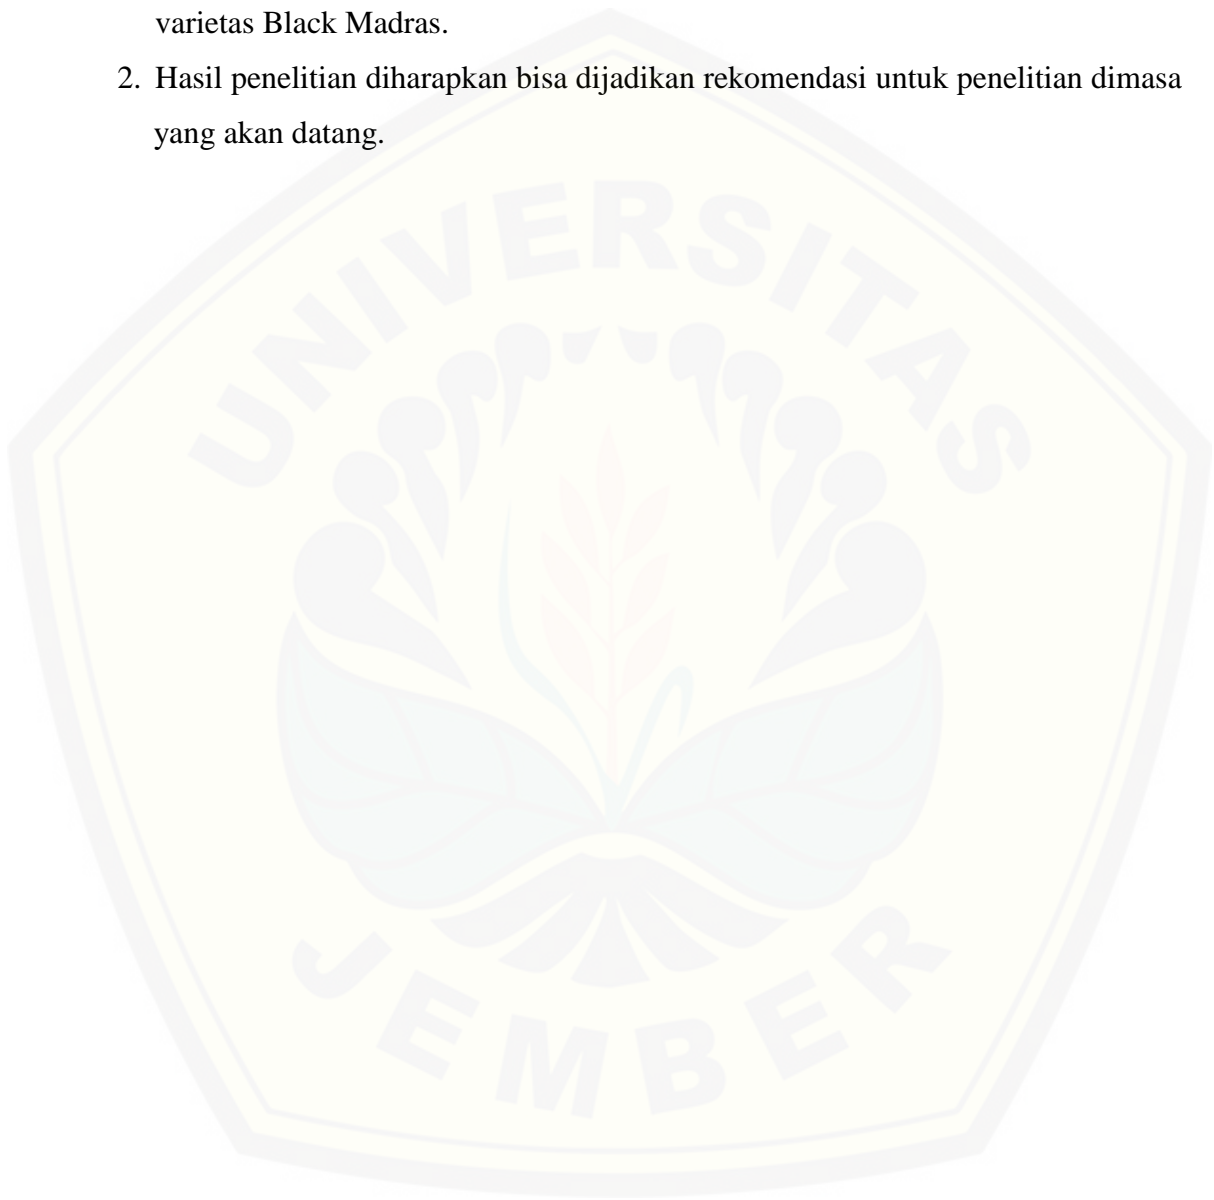 varietas Black Madras.
2. Hasil penelitian diharapkan bisa dijadikan rekomendasi untuk penelitian dimasa
yang akan datang.
UNIVERSITAS
JEMBER